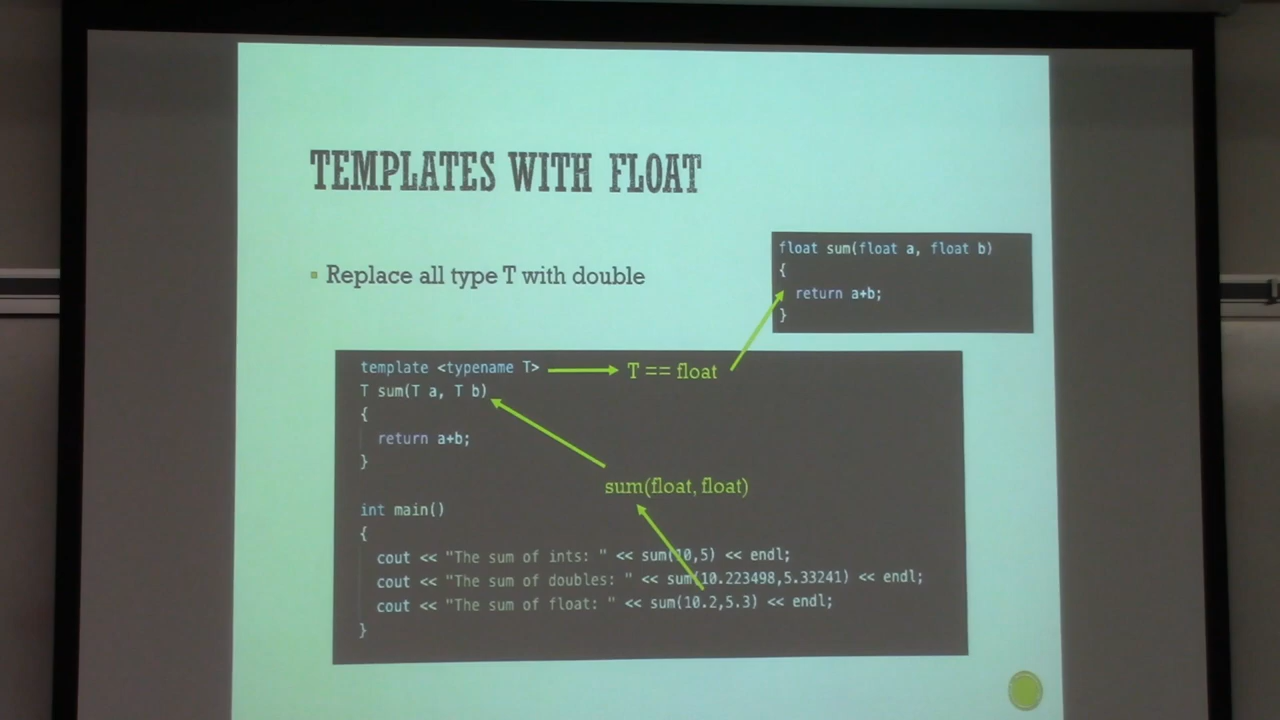 TEMPLATES WITH FLOAT
Replace all type T with double
float sum(float a, float b)
{
return a+b;
}
template <typename T>
T == float
T sum(T a, T b)
{
return a+b;
}
sum(float, float)
int main()
{
cout << "The sum of ints: " << sum(10,5) << endl;
cout << "The sum of doubles: " << sum(10.223498,5.33241) << endl;
cout << "The sum of float: " << sum(10.2,5.3) << endl;
}